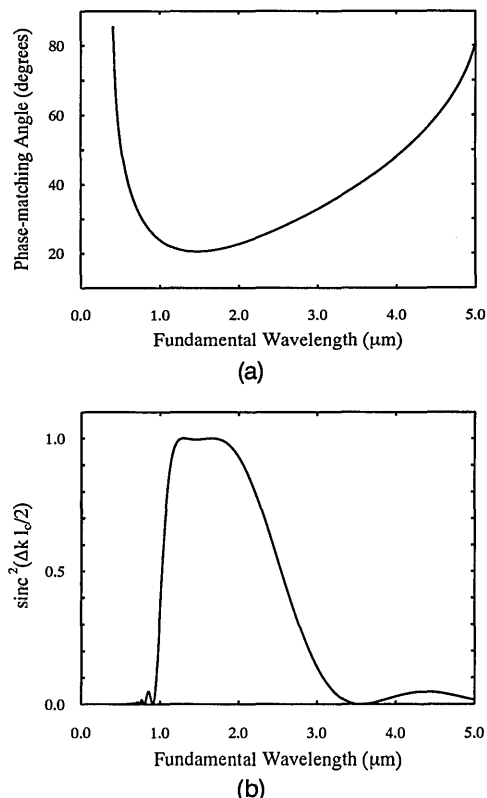 Phase-matching Angle (degrees)
80
60
40
20
0.0 1.0 2.0 3.0 4.0 5.0
Fundamental Wavelength (μm)
(a)
sinc ²(Δk l_c/2)
1.0
0.5
0.0
0.0 1.0 2.0 3.0 4.0 5.0
Fundamental Wavelength (μm)
(b)